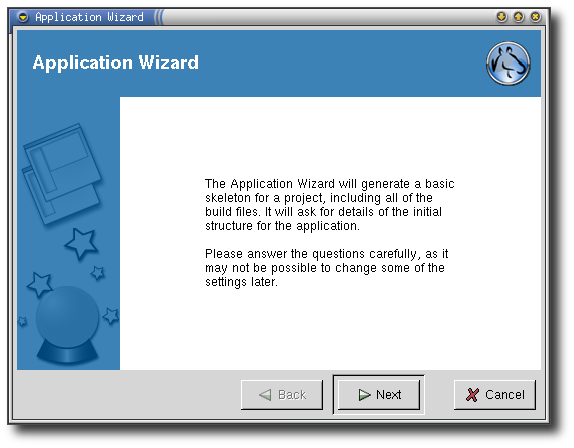 Application Wizard
Application Wizard
The Application Wizard will generate a basic
skeleton for a project, including all of the
build files. It will ask for details of the initial
structure for the application.
Please answer the questions carefully, as it
may not be possible to change some of the
settings later.
Back
Next
Cancel